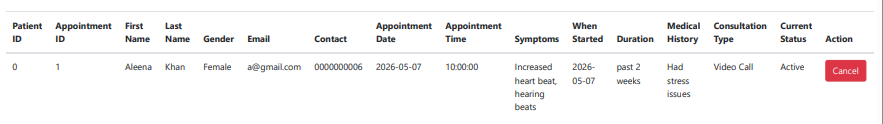 Patient ID Appointment ID First Name Last Name Gender Email Contact Appointment Date Appointment Time Symptoms When Started Duration Medical History Consultation Type Current Status Action
0 1 Aleena Khan Female a@gmail.com 0000000006 2026-05-07 10:00:00 Increased heart beat, hearing beats 2026-05-07 past 2 weeks Had stress issues Video Call Active Cancel